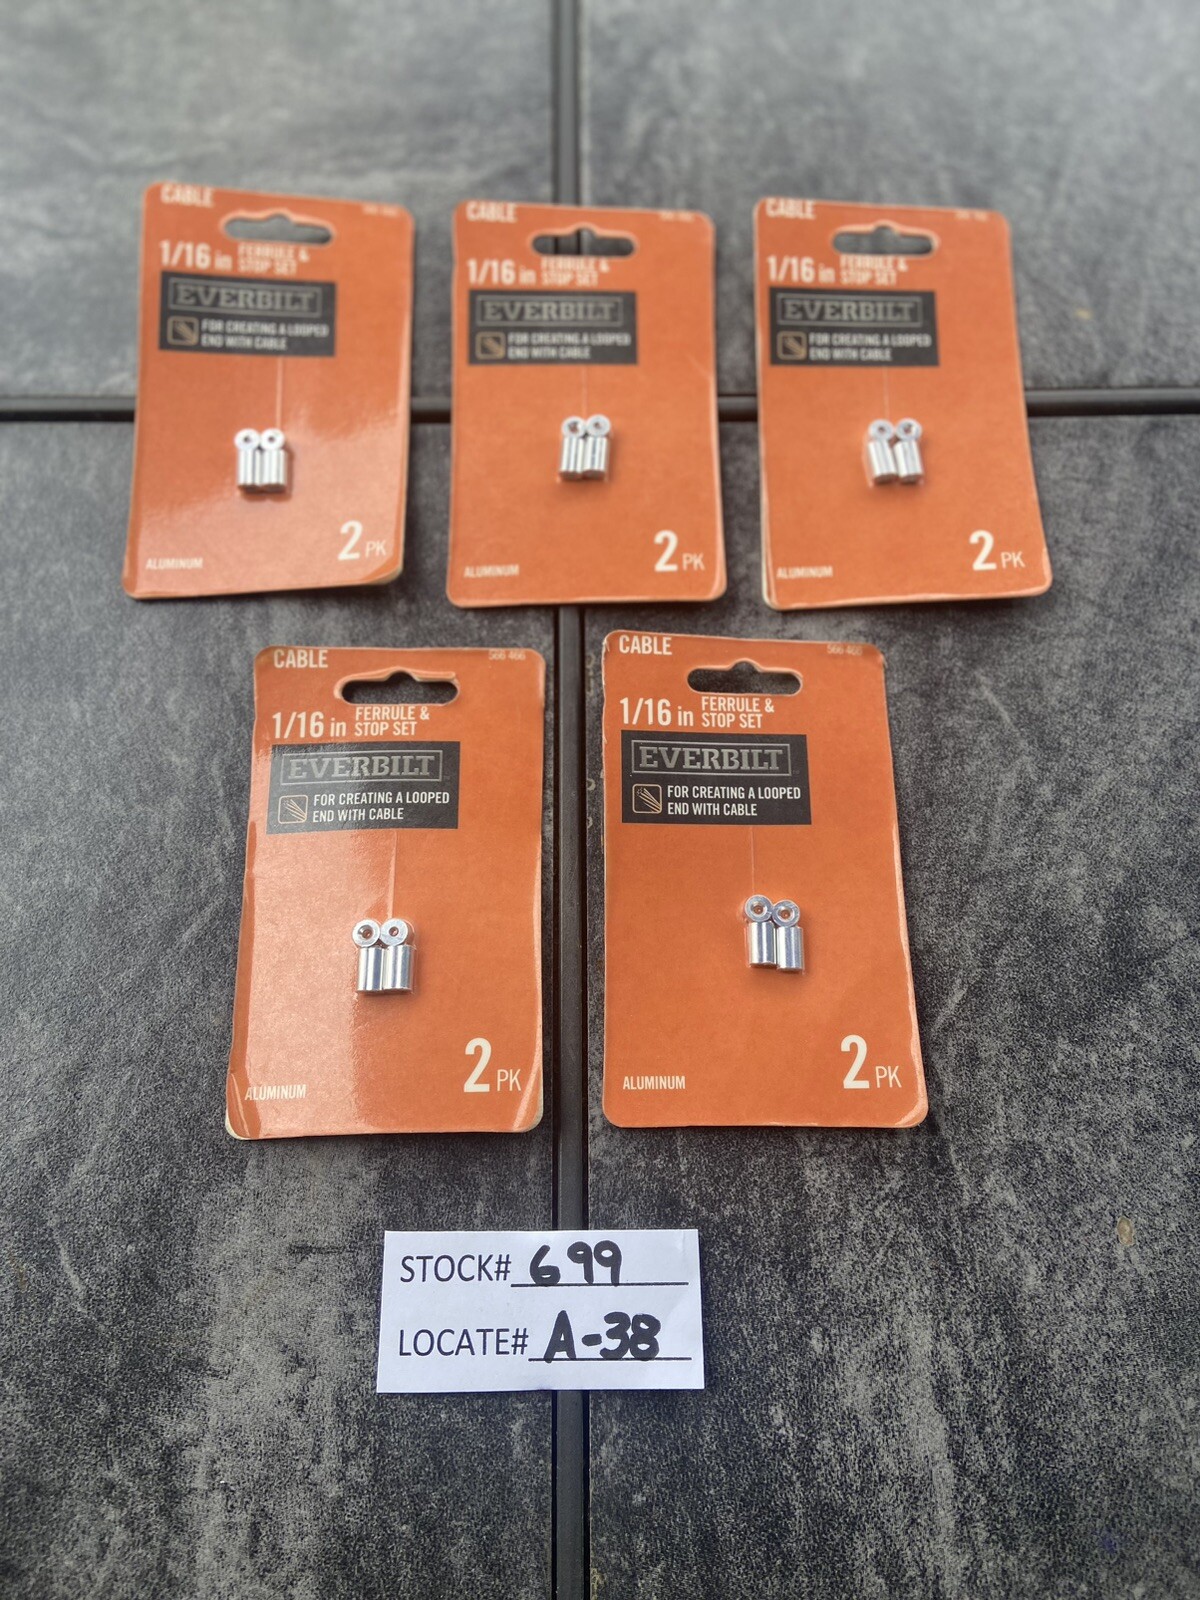 CABLE
1/16 in FERRULE &
STOP SET
EVERBILT
FOR CREATING A LOOPED
END WITH CABLE
2 PK
ALUMINUM
CABLE
1/16 in FERRULE &
STOP SET
EVERBILT
FOR CREATING A LOOPED
END WITH CABLE
2 PK
ALUMINUM
CABLE
1/16 in FERRULE &
STOP SET
EVERBILT
FOR CREATING A LOOPED
END WITH CABLE
2 PK
ALUMINUM
CABLE
566 466
1/16 in FERRULE &
STOP SET
EVERBILT
FOR CREATING A LOOPED
END WITH CABLE
2 PK
ALUMINUM
CABLE
566 466
1/16 in FERRULE &
STOP SET
EVERBILT
FOR CREATING A LOOPED
END WITH CABLE
2 PK
ALUMINUM
STOCK# 699
LOCATE# A-38